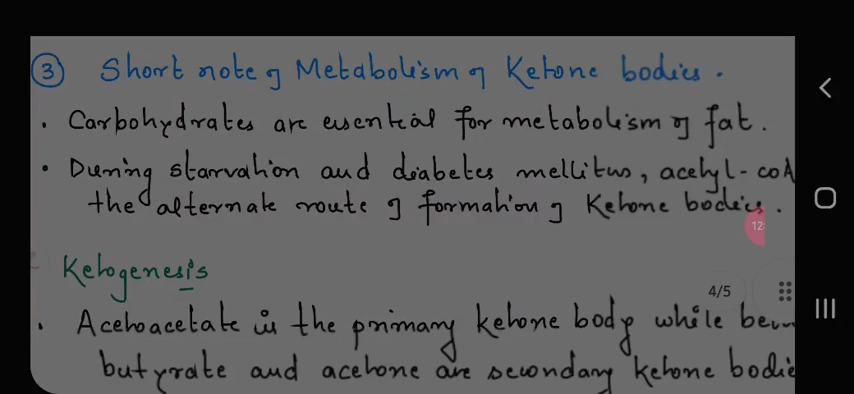 ③ Short note of Metabolism of Ketone bodies.
• Carbohydrates are essential for metabolism of fat.
• During starvation and diabetes mellitus, acetyl-coA
the alternate route of formation of Ketone bodies.
12
Ketogenesis
4/5
• Acetoacetate is the primary ketone body while
butyrate and acetone are secondary ketone bodie